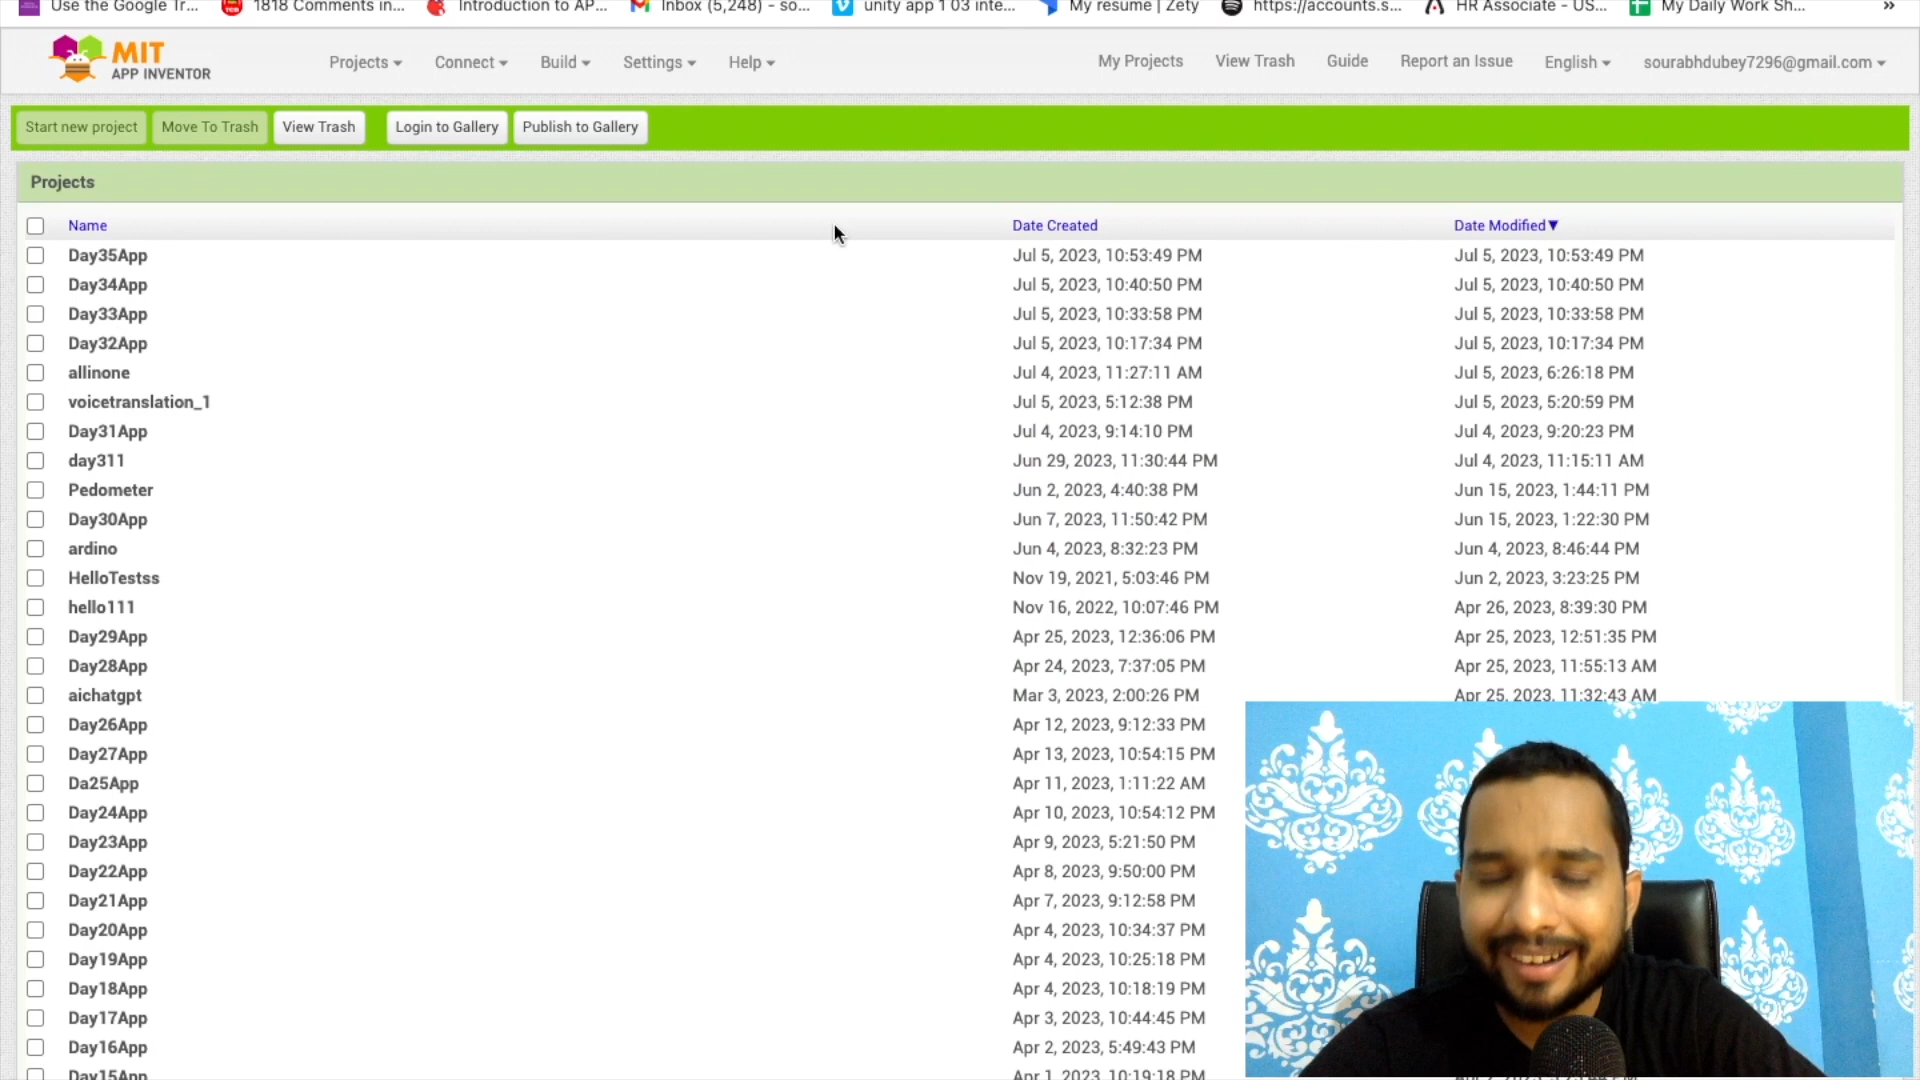 Use the Google Tr... 1818 Comments in... Introduction to AP... Inbox (5,248) – so... unity app 1 03 inte... My resume | Zety https://accounts.s... HR Associate - US... My Daily Work Sh... »
MIT
APP INVENTOR
Projects Connect Build Settings Help My Projects View Trash Guide Report an Issue English sourabhdubey7296@gmail.com
Start new project Move To Trash View Trash Login to Gallery Publish to Gallery
Projects
Name Date Created Date Modified▼
Day35App Jul 5, 2023, 10:53:49 PM Jul 5, 2023, 10:53:49 PM
Day34App Jul 5, 2023, 10:40:50 PM Jul 5, 2023, 10:40:50 PM
Day33App Jul 5, 2023, 10:33:58 PM Jul 5, 2023, 10:33:58 PM
Day32App Jul 5, 2023, 10:17:34 PM Jul 5, 2023, 10:17:34 PM
allinone Jul 4, 2023, 11:27:11 AM Jul 5, 2023, 6:26:18 PM
voicetranslation_1 Jul 5, 2023, 5:12:38 PM Jul 5, 2023, 5:20:59 PM
Day31App Jul 4, 2023, 9:14:10 PM Jul 4, 2023, 9:20:23 PM
day311 Jun 29, 2023, 11:30:44 PM Jul 4, 2023, 11:15:11 AM
Pedometer Jun 2, 2023, 4:40:38 PM Jun 15, 2023, 1:44:11 PM
Day30App Jun 7, 2023, 11:50:42 PM Jun 15, 2023, 1:22:30 PM
ardino Jun 4, 2023, 8:32:23 PM Jun 4, 2023, 8:46:44 PM
HelloTestss Nov 19, 2021, 5:03:46 PM Jun 2, 2023, 3:23:25 PM
hello111 Nov 16, 2022, 10:07:46 PM Apr 26, 2023, 8:39:30 PM
Day29App Apr 25, 2023, 12:36:06 PM Apr 25, 2023, 12:51:35 PM
Day28App Apr 24, 2023, 7:37:05 PM Apr 25, 2023, 11:55:13 AM
aichatgpt Mar 3, 2023, 2:00:26 PM Apr 25, 2023, 11:32:43 AM
Day26App Apr 12, 2023, 9:12:33 PM
Day27App Apr 13, 2023, 10:54:15 PM
Da25App Apr 11, 2023, 1:11:22 AM
Day24App Apr 10, 2023, 10:54:12 PM
Day23App Apr 9, 2023, 5:21:50 PM
Day22App Apr 8, 2023, 9:50:00 PM
Day21App Apr 7, 2023, 9:12:58 PM
Day20App Apr 4, 2023, 10:34:37 PM
Day19App Apr 4, 2023, 10:25:18 PM
Day18App Apr 4, 2023, 10:18:19 PM
Day17App Apr 3, 2023, 10:44:45 PM
Day16App Apr 2, 2023, 5:49:43 PM
Day15App Apr 1, 2023, 10:19:18 PM